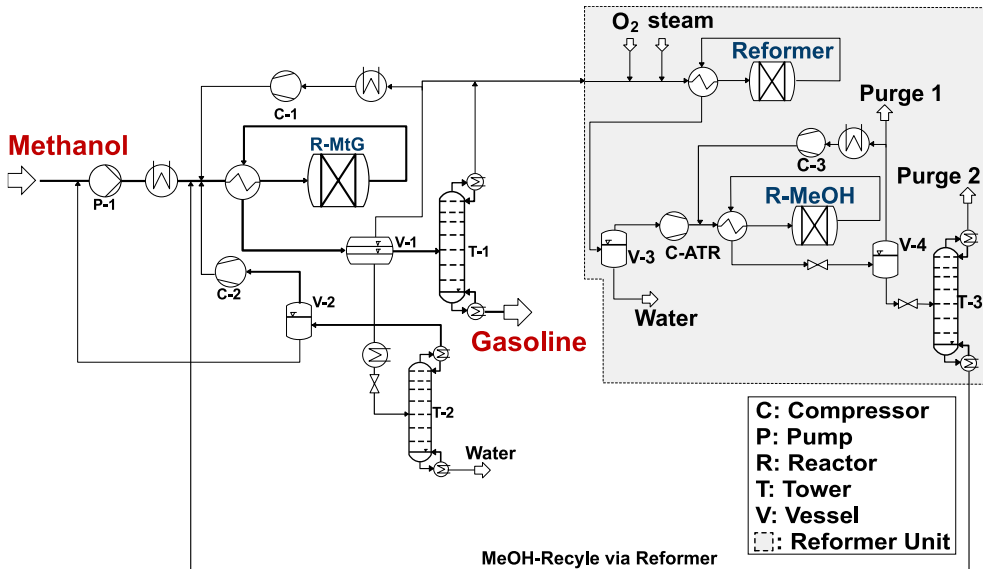 O2 steam
Reformer
Purge 1
C-1
Methanol
R-MtG
C-3
P-1
R-MeOH
Purge 2
V-1
T-1
V-3
C-ATR
V-4
C-2
V-2
T-3
Water
Gasoline
T-2
Water
C: Compressor
P: Pump
R: Reactor
T: Tower
V: Vessel
: Reformer Unit
MeOH-Recyle via Reformer